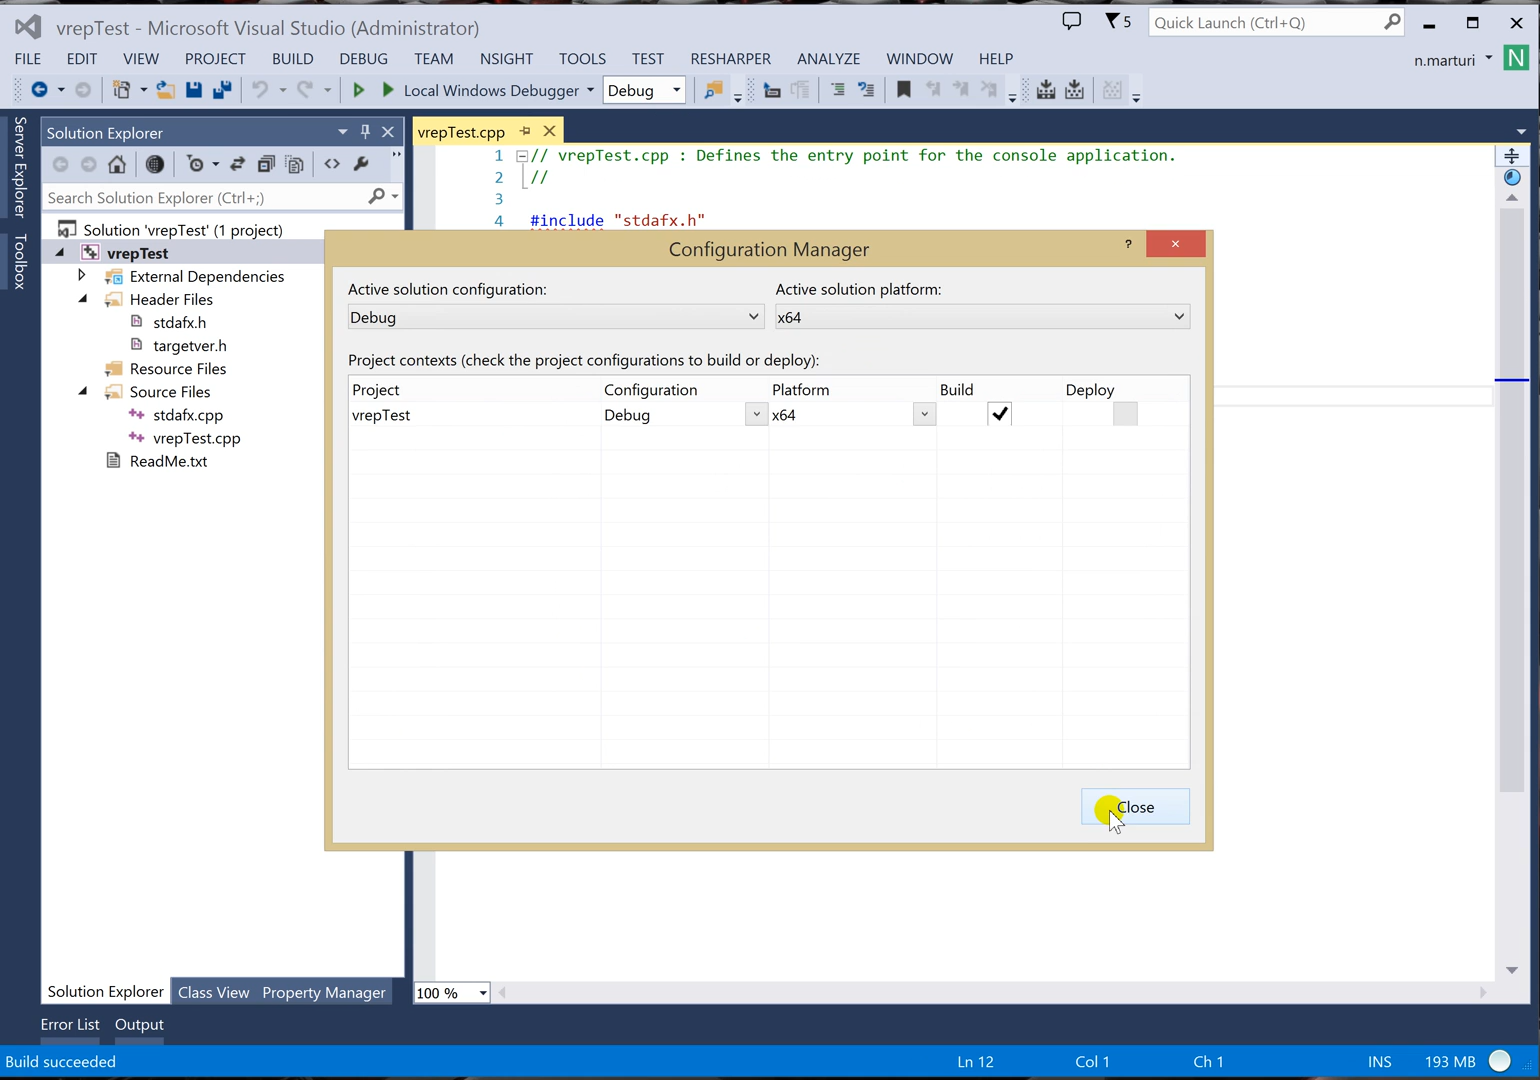 vrepTest - Microsoft Visual Studio (Administrator)
5
Quick Launch (Ctrl+Q)
FILE EDIT VIEW PROJECT BUILD DEBUG TEAM NSIGHT TOOLS TEST RESHARPER ANALYZE WINDOW HELP
n.marturi
N
Local Windows Debugger
Debug
Server Explorer
Toolbox
Solution Explorer
Search Solution Explorer (Ctrl+;)
Solution 'vrepTest' (1 project)
vrepTest
External Dependencies
Header Files
stdafx.h
targetver.h
Resource Files
Source Files
stdafx.cpp
vrepTest.cpp
ReadMe.txt
Solution Explorer
Class View
Property Manager
vrepTest.cpp
1 // vrepTest.cpp : Defines the entry point for the console application.
2 //
3
4 #include "stdafx.h"
100 %
Configuration Manager
?
Active solution configuration:
Active solution platform:
Debug
x64
Project contexts (check the project configurations to build or deploy):
Project Configuration Platform Build Deploy
vrepTest Debug x64
Close
Error List
Output
Build succeeded
Ln 12
Col 1
Ch 1
INS
193 MB